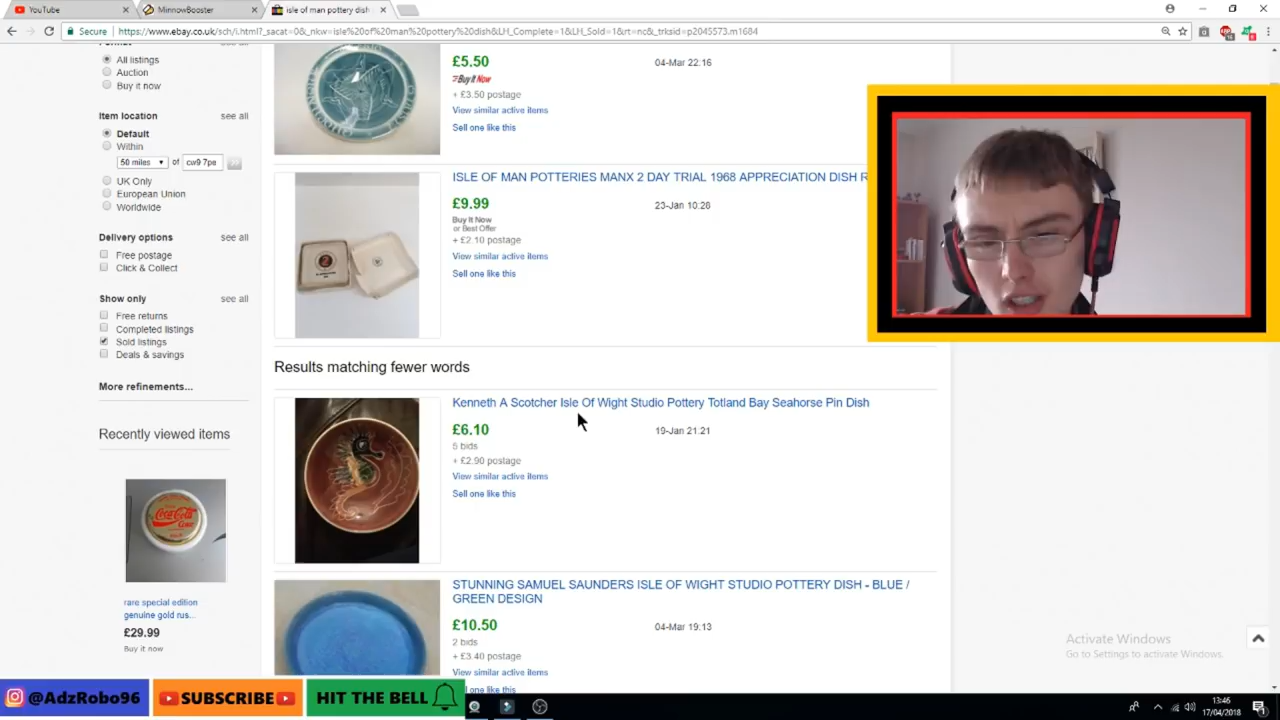 YouTube
MinnowBooster
isle of man pottery dish
Secure
https://www.ebay.co.uk/sch/i.html?_sacat=0&_nkw=isle%20of%20man%20pottery%20dish&LH_Complete=1&LH_Sold=1&rt=nc&_trksid=p2045573.m1684
All listings
Auction
Buy it now
Item location see all
Default
Within
50 miles of cw9 7pe >>
UK Only
European Union
Worldwide
Delivery options see all
Free postage
Click & Collect
Show only see all
Free returns
Completed listings
Sold listings
Deals & savings
More refinements...
Recently viewed items
Coca-Cola
rare special edition
genuine gold rus...
£29.99
Buy it now
£5.50 04-Mar 22:16
Buy It Now
+ £3.50 postage
View similar active items
Sell one like this
ISLE OF MAN POTTERIES MANX 2 DAY TRIAL 1968 APPRECIATION DISH R
£9.99 23-Jan 10:28
Buy It Now
or Best Offer
+ £2.10 postage
View similar active items
Sell one like this
Results matching fewer words
Kenneth A Scotcher Isle Of Wight Studio Pottery Totland Bay Seahorse Pin Dish
£6.10 19-Jan 21:21
5 bids
+ £2.90 postage
View similar active items
Sell one like this
STUNNING SAMUEL SAUNDERS ISLE OF WIGHT STUDIO POTTERY DISH - BLUE /
GREEN DESIGN
£10.50 04-Mar 19:13
2 bids
+ £3.40 postage
View similar active items
Sell one like this
Activate Windows
Go to Settings to activate Windows.
@AdzRobo96
SUBSCRIBE
HIT THE BELL
13:46
17/04/2018